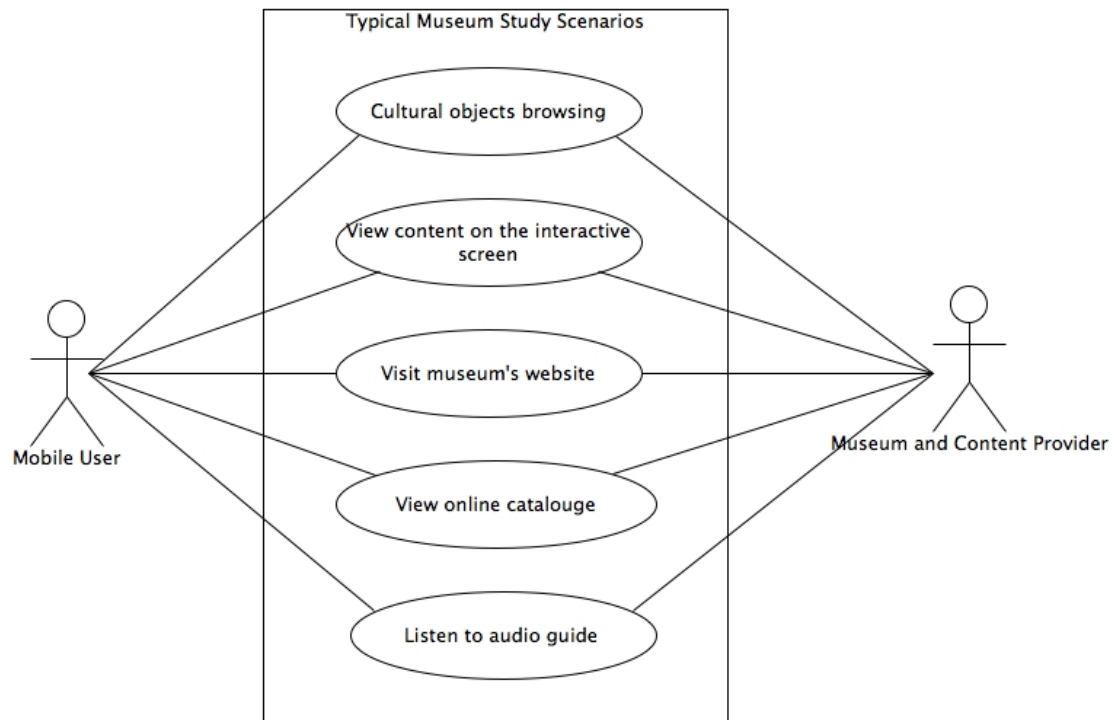 Typical Museum Study Scenarios
Cultural objects browsing
View content on the interactive
screen
Visit museum's website
Mobile User
Museum and Content Provider
View online catalouge
Listen to audio guide